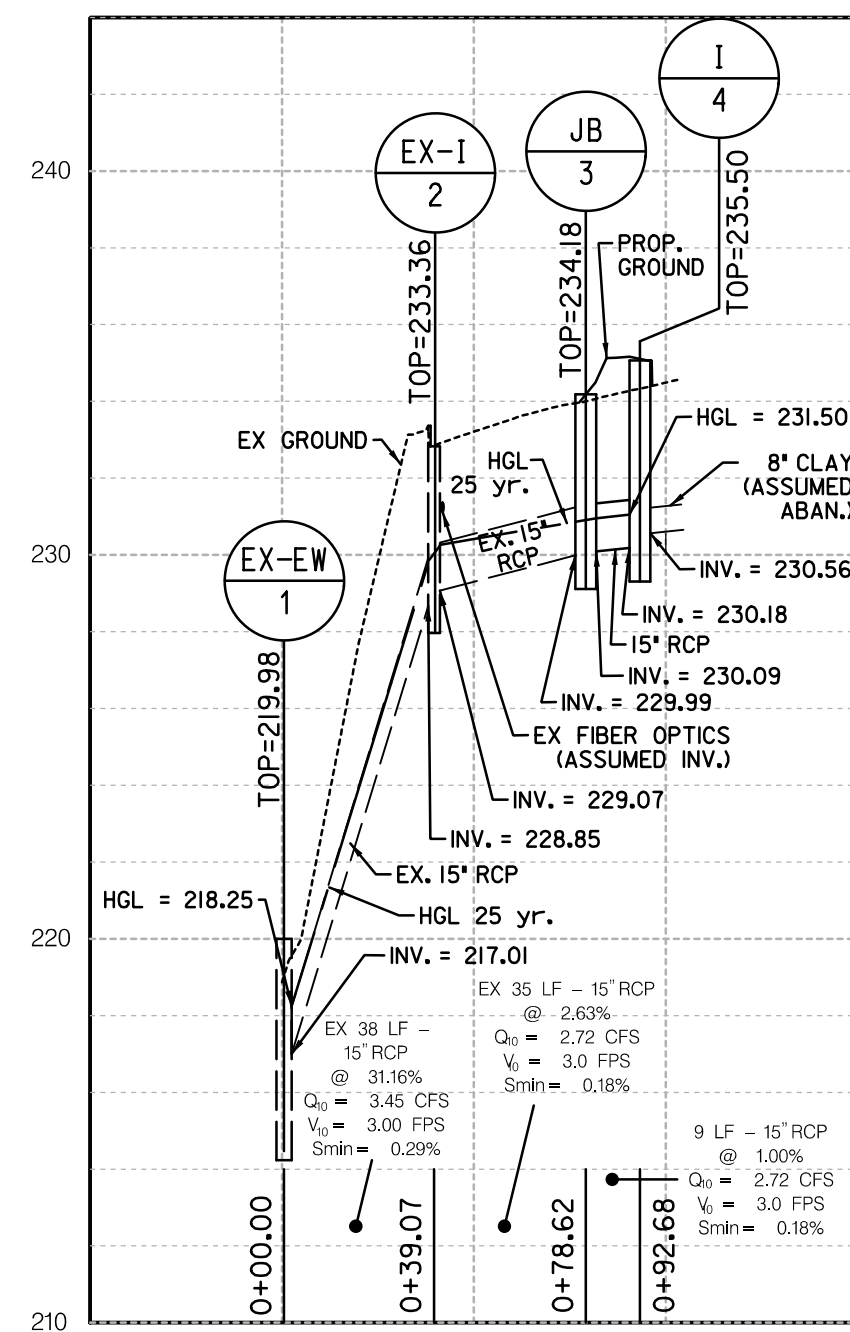 I
4
JB
3
EX-I
2
240
TOP=235.50
TOP=234.18
TOP=233.36
PROP.
GROUND
HGL = 231.50
EX GROUND
HGL
25 yr.
8" CLAY
(ASSUMED
ABAN.)
EX. 15"
RCP
230
EX-EW
1
INV. = 230.56
INV. = 230.18
15" RCP
INV. = 230.09
INV. = 229.99
EX FIBER OPTICS
(ASSUMED INV.)
TOP=219.98
INV. = 229.07
INV. = 228.85
EX. 15" RCP
HGL = 218.25
HGL 25 yr.
220
INV. = 217.01
EX 35 LF - 15" RCP
@ 2.63%
Q10 = 2.72 CFS
V10 = 3.0 FPS
Smin = 0.18%
EX 38 LF -
15" RCP
@ 31.16%
Q10 = 3.45 CFS
V10 = 3.00 FPS
Smin = 0.29%
9 LF - 15" RCP
@ 1.00%
Q10 = 2.72 CFS
V10 = 3.0 FPS
Smin = 0.18%
0+00.00
0+39.07
0+78.62
0+92.68
210